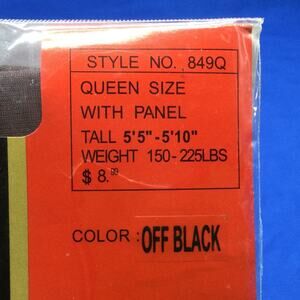 STYLE NO. 849Q
QUEEN SIZE
WITH PANEL
TALL 5'5"-5'10"
WEIGHT 150-225LBS
$ 8.00
COLOR : OFF BLACK